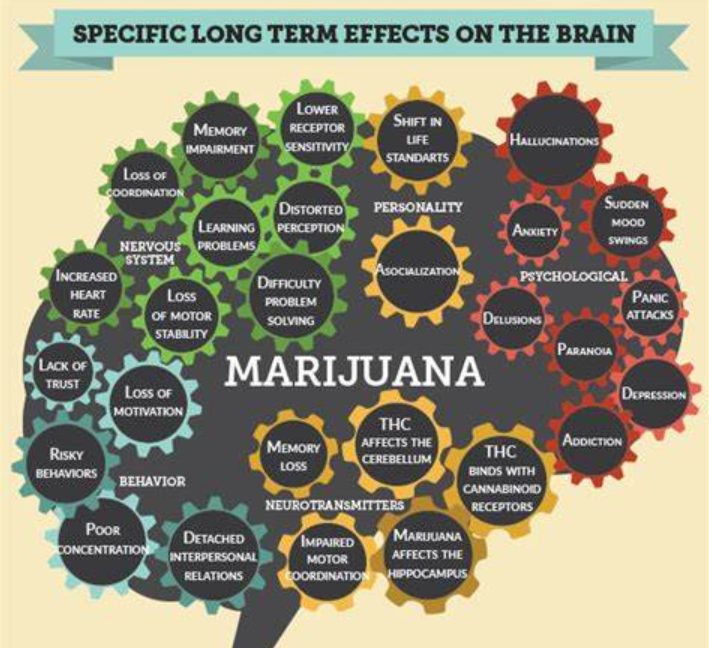 SPECIFIC LONG TERM EFFECTS ON THE BRAIN
LOSS OF
COORDINATION
MEMORY
IMPAIRMENT
LOWER
RECEPTOR
SENSITIVITY
LEARNING
PROBLEMS
DISTORTED
PERCEPTION
NERVOUS
SYSTEM
INCREASED
HEART
RATE
LOSS
OF MOTOR
STABILITY
DIFFICULTY
PROBLEM
SOLVING
SHIFT IN
LIFE
STANDARTS
PERSONALITY
ASOCIALIZATION
HALLUCINATIONS
ANXIETY
SUDDEN
MOOD
SWINGS
PSYCHOLOGICAL
DELUSIONS
PANIC
ATTACKS
PARANOIA
DEPRESSION
ADDICTION
MARIJUANA
LACK OF
TRUST
LOSS OF
MOTIVATION
RISKY
BEHAVIORS
BEHAVIOR
POOR
CONCENTRATION
DETACHED
INTERPERSONAL
RELATIONS
MEMORY
LOSS
THC
AFFECTS THE
CEREBELLUM
THC
BINDS WITH
CANNABINOID
RECEPTORS
NEUROTRANSMITTERS
IMPAIRED
MOTOR
COORDINATION
MARIJUANA
AFFECTS THE
HIPPOCAMPUS